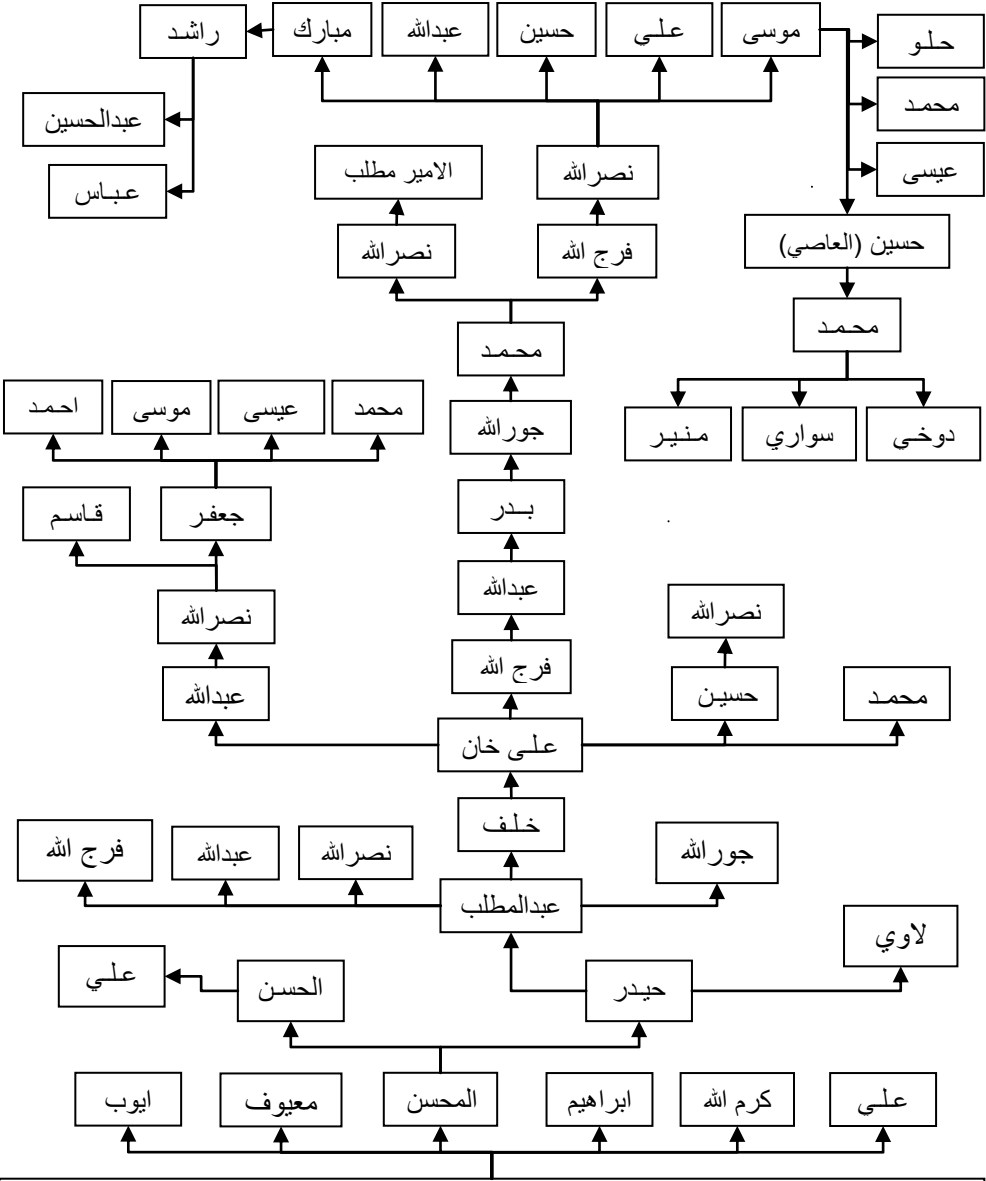 راشد
مبارك
عبدالله
حسين
علي
موسى
حلو
محمد
عيسى
عبدالحسين
عباس
الامير مطلب
نصرالله
نصرالله
فرج الله
حسين (العاصي)
محمد
محمد
منير
سواري
دوخي
احمد
موسى
عيسى
محمد
جورالله
قاسم
جعفر
بدر
عبدالله
نصرالله
نصرالله
فرج الله
عبدالله
حسين
محمد
على خان
خلف
فرج الله
عبدالله
نصرالله
جورالله
عبدالمطلب
لاوي
علي
الحسن
حيدر
ايوب
معيوف
المحسن
ابراهيم
كرم الله
على